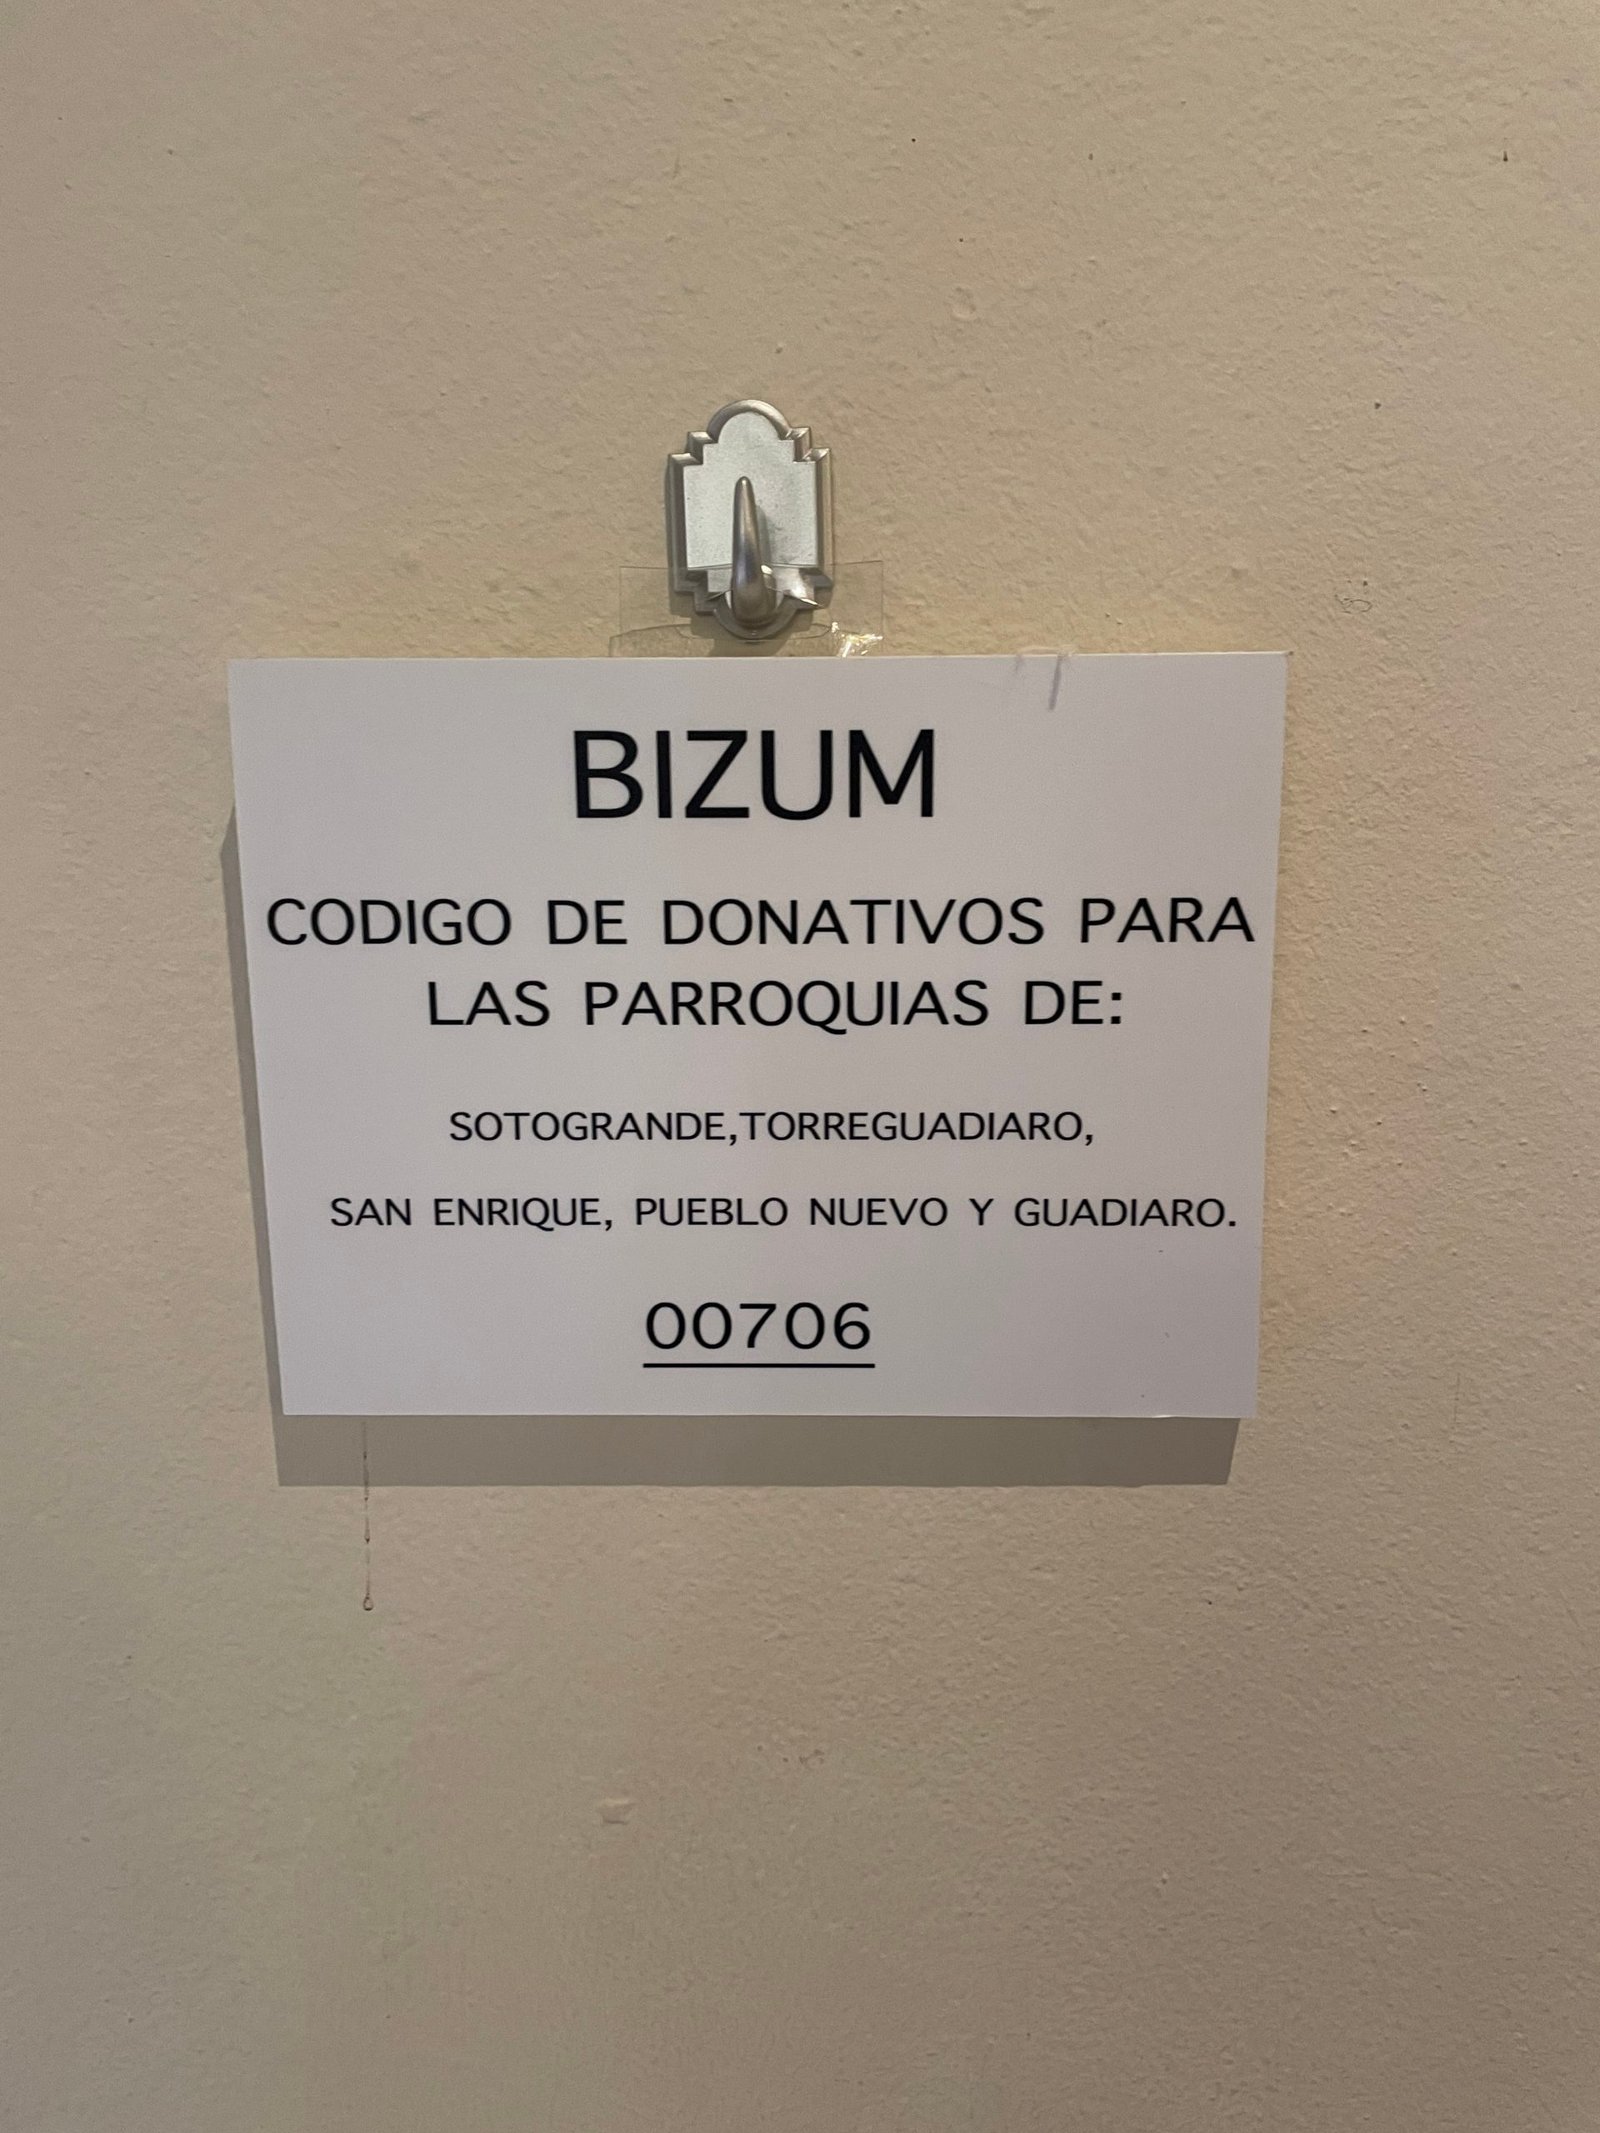 BIZUM
CODIGO DE DONATIVOS PARA
LAS PARROQUIAS DE:
SOTOGRANDE,TORREGUADIARO,
SAN ENRIQUE, PUEBLO NUEVO Y GUADIARO.
00706